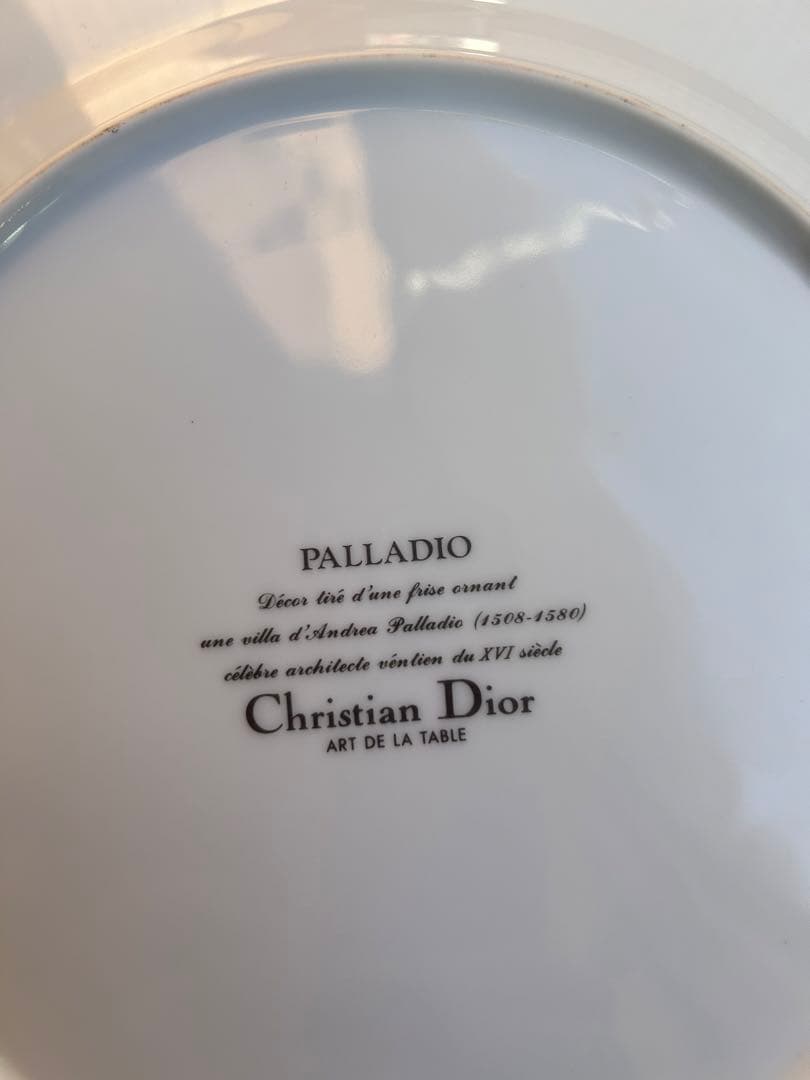 PALLADIO
Décor tiré d'une frise ornant
une villa d'Andrea Palladio (1508-1580)
célèbre architecte véntien du XVI siècle
Christian Dior
ART DE LA TABLE